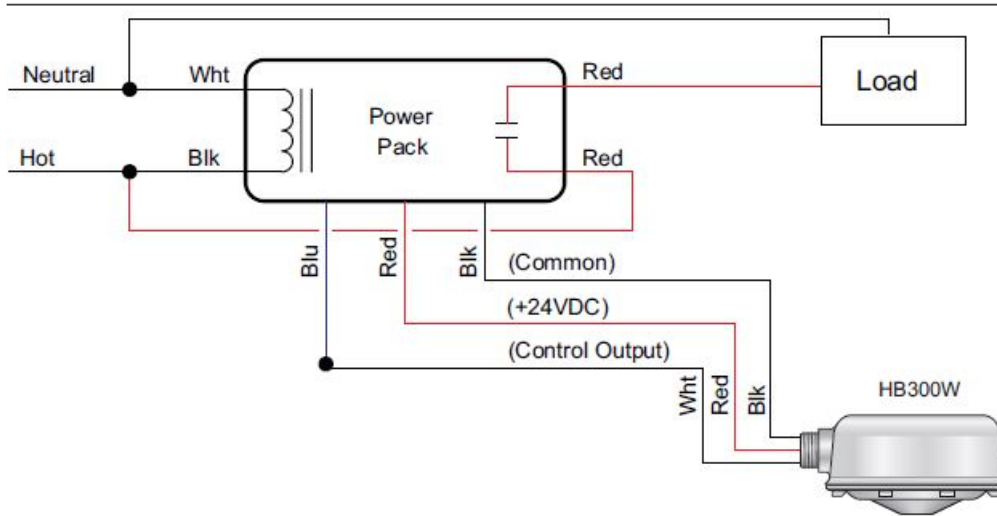 Neutral
Wht
Red
Load
Power
Pack
Hot
Blk
Red
Blu
Red
Blk
(Common)
(+24VDC)
(Control Output)
Wht
Red
Blk
HB300W